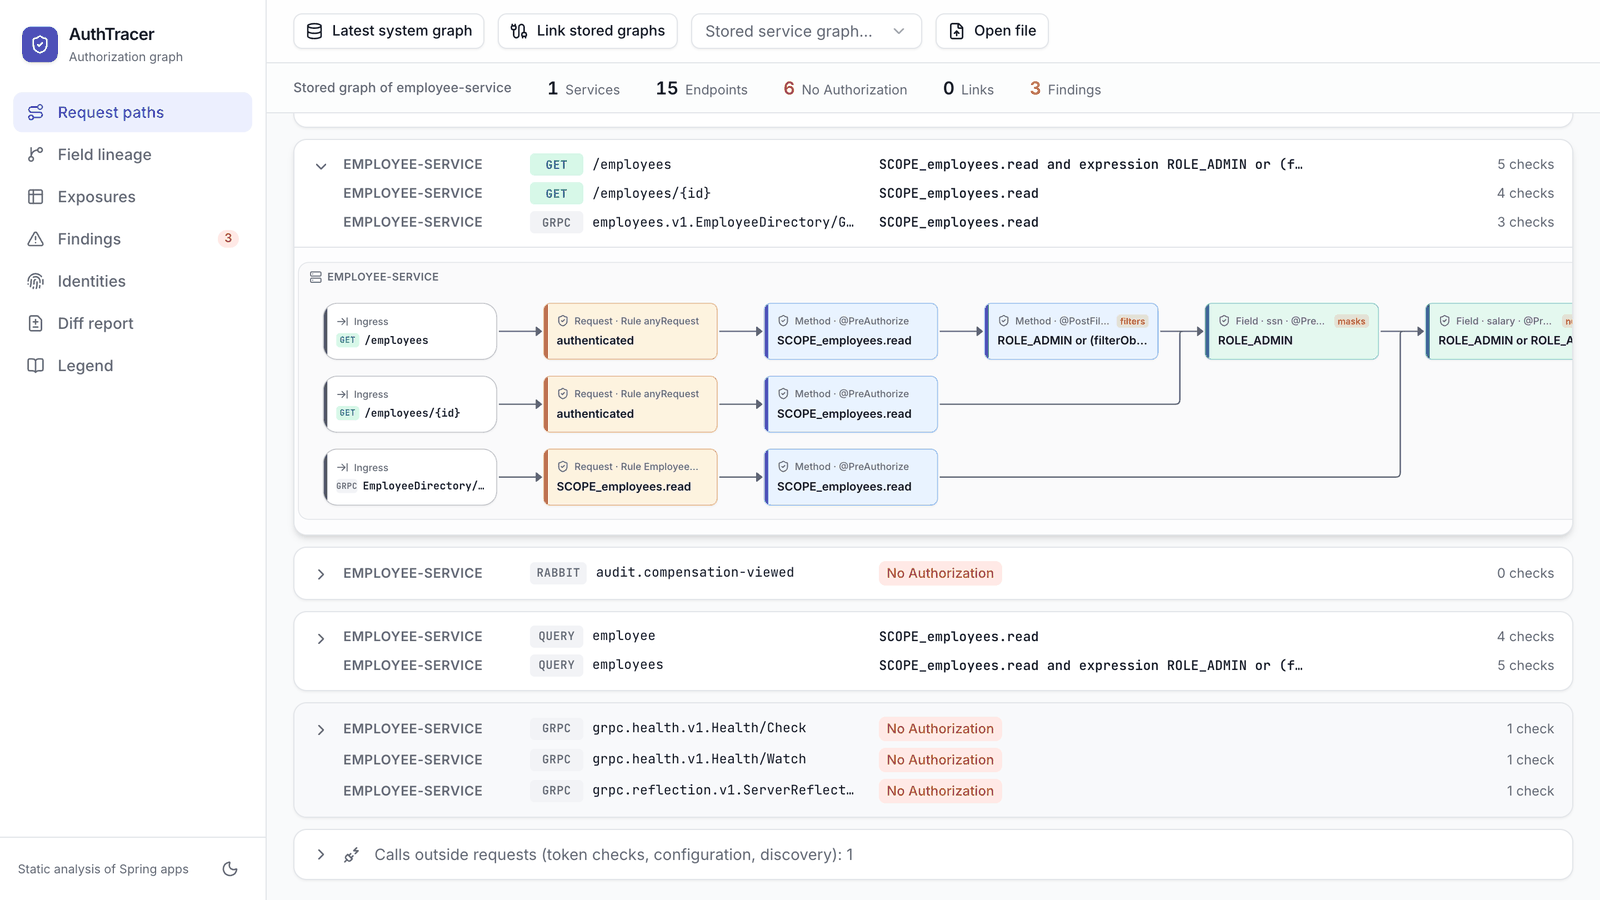 AuthTracer
Authorization graph
Request paths
Field lineage
Exposures
Findings 3
Identities
Diff report
Legend
Static analysis of Spring apps
Latest system graph
Link stored graphs
Stored service graph...
Open file
Stored graph of employee-service 1 Services 15 Endpoints 6 No Authorization 0 Links 3 Findings
EMPLOYEE-SERVICE GET /employees SCOPE_employees.read and expression ROLE_ADMIN or (f… 5 checks
EMPLOYEE-SERVICE GET /employees/{id} SCOPE_employees.read 4 checks
EMPLOYEE-SERVICE GRPC employees.v1.EmployeeDirectory/G… SCOPE_employees.read 3 checks
EMPLOYEE-SERVICE
Ingress
GET /employees
Request · Rule anyRequest
authenticated
Method · @PreAuthorize
SCOPE_employees.read
Method · @PostFil… filters
ROLE_ADMIN or (filterOb…
Field · ssn · @Pre… masks
ROLE_ADMIN
Field · salary · @Pr…
ROLE_ADMIN or ROLE_A
Ingress
GET /employees/{id}
Request · Rule anyRequest
authenticated
Method · @PreAuthorize
SCOPE_employees.read
Ingress
GRPC EmployeeDirectory/…
Request · Rule Employee…
SCOPE_employees.read
Method · @PreAuthorize
SCOPE_employees.read
EMPLOYEE-SERVICE RABBIT audit.compensation-viewed No Authorization 0 checks
EMPLOYEE-SERVICE QUERY employee SCOPE_employees.read 4 checks
EMPLOYEE-SERVICE QUERY employees SCOPE_employees.read and expression ROLE_ADMIN or (f… 5 checks
EMPLOYEE-SERVICE GRPC grpc.health.v1.Health/Check No Authorization 1 check
EMPLOYEE-SERVICE GRPC grpc.health.v1.Health/Watch No Authorization 1 check
EMPLOYEE-SERVICE GRPC grpc.reflection.v1.ServerReflect… No Authorization 1 check
Calls outside requests (token checks, configuration, discovery): 1